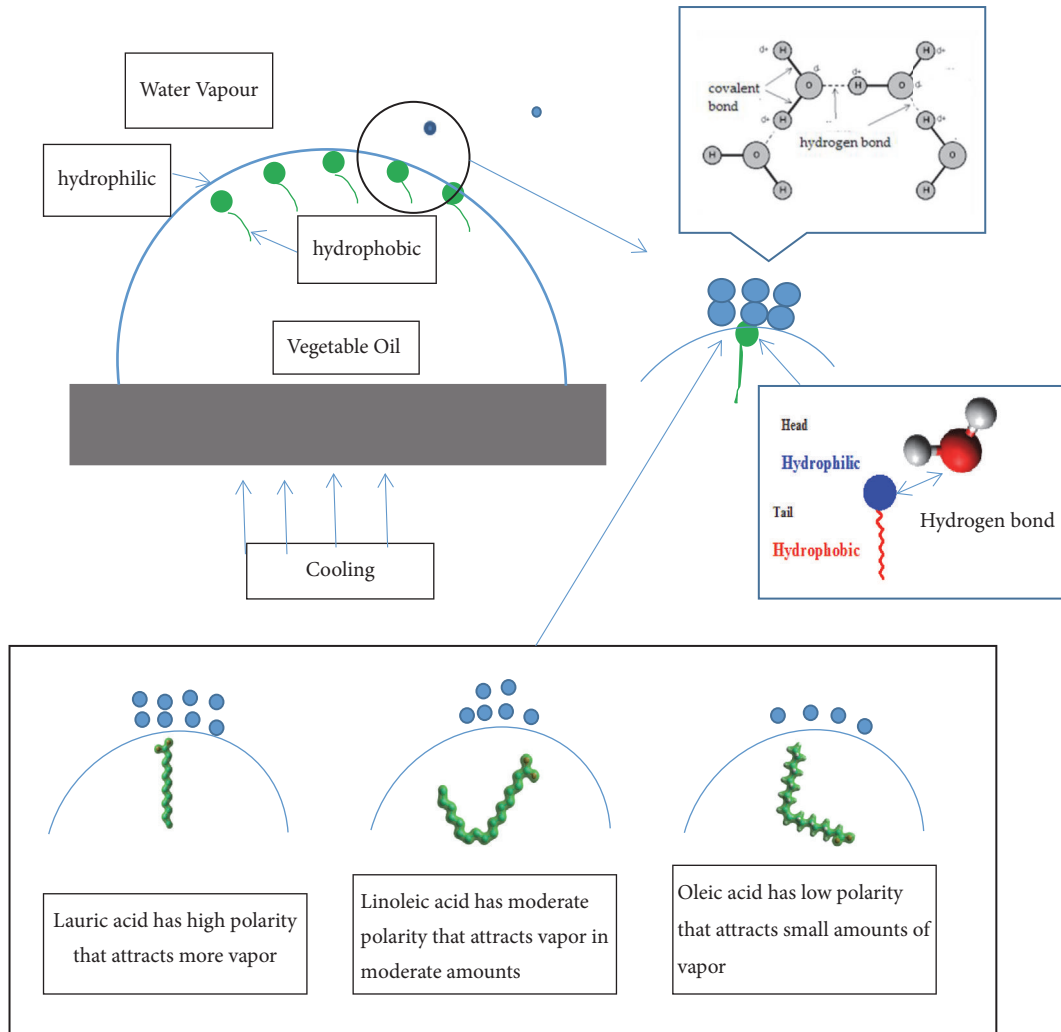 Water Vapour
hydrophilic
hydrophobic
Vegetable Oil
Cooling
covalent
bond
hydrogen bond
H
d+
H
d+
O
d-
H
d+
H
d+
O
d-
H
d+
H
O
H
O
H
Head
Hydrophilic
Tail
Hydrophobic
Hydrogen bond
Lauric acid has high polarity
that attracts more vapor
Linoleic acid has moderate
polarity that attracts vapor in
moderate amounts
Oleic acid has low polarity
that attracts small amounts of
vapor